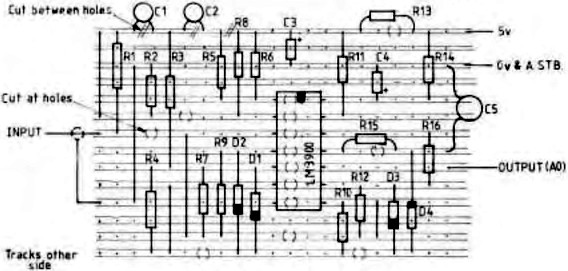 Cut between holes
C1
C2
R13
R8
C3
5v
R1
R2
R3
R5
R6
R11
C4
R14
0v & A STB.
C5
Cut at holes
INPUT
LM3900
R15
R16
R9
D2
R4
R7
D1
OUTPUT (A0)
R12
D3
R10
D4
Tracks other
side